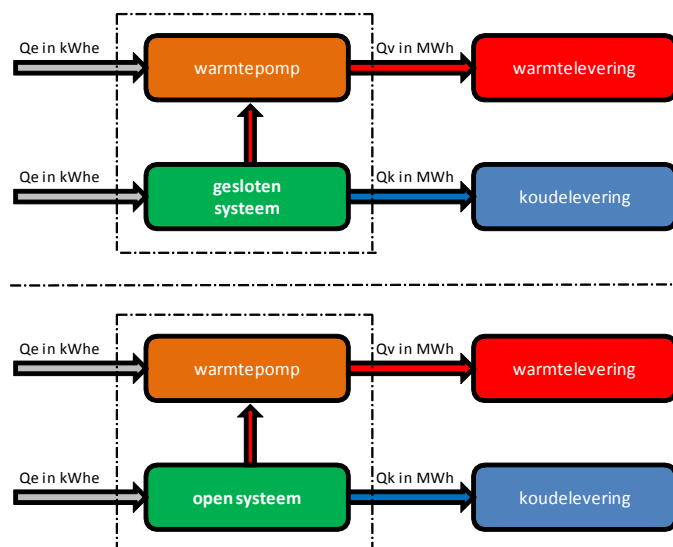 Qe in kWhe
Qv in MWh
warmtepomp
warmtelevering
Qe in kWhe
Qk in MWh
gesloten
systeem
koudelevering
Qe in kWhe
Qv in MWh
warmtepomp
warmtelevering
Qe in kWhe
Qk in MWh
open systeem
koudelevering